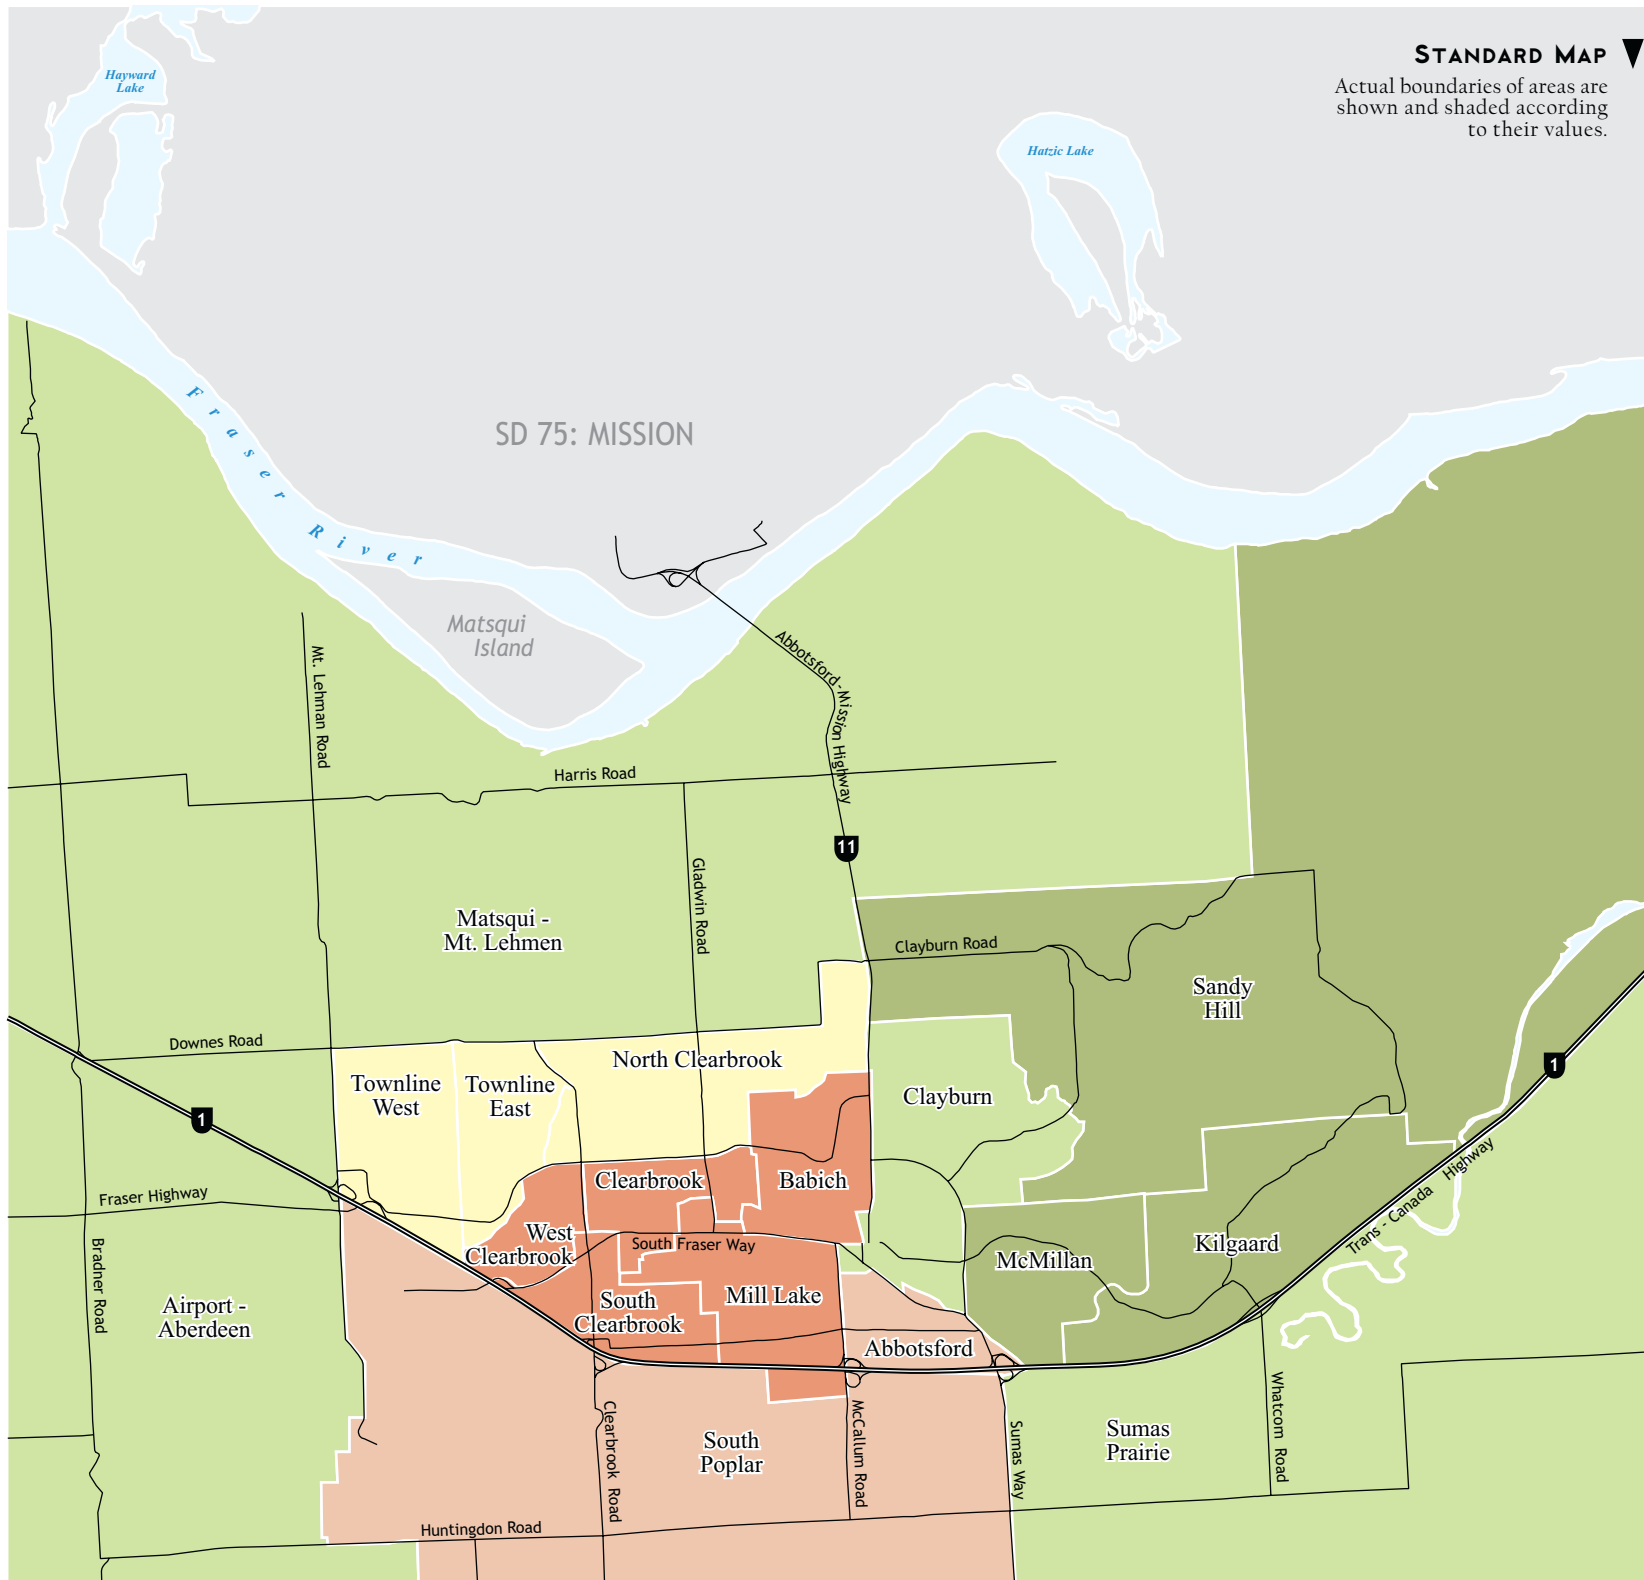 STANDARD MAP
Actual boundaries of areas are
shown and shaded according
to their values.
Hayward
Lake
Hatzic Lake
Fraser River
SD 75: MISSION
Matsqui
Island
Abbotsford-Mission Highway
Mt. Lehman Road
Harris Road
11
Gladwin Road
Matsqui -
Mt. Lehmen
Clayburn Road
Sandy
Hill
Downes Road
North Clearbrook
Townline
West
Townline
East
Clayburn
1
1
Clearbrook
Babich
Fraser Highway
Trans - Canada Highway
West
Clearbrook
South Fraser Way
Kilgaard
McMillan
Bradner Road
Airport -
Aberdeen
South
Clearbrook
Mill Lake
Abbotsford
Clearbrook Road
McCallum Road
Sumas Way
Whatcom Road
South
Poplar
Sumas
Prairie
Huntingdon Road